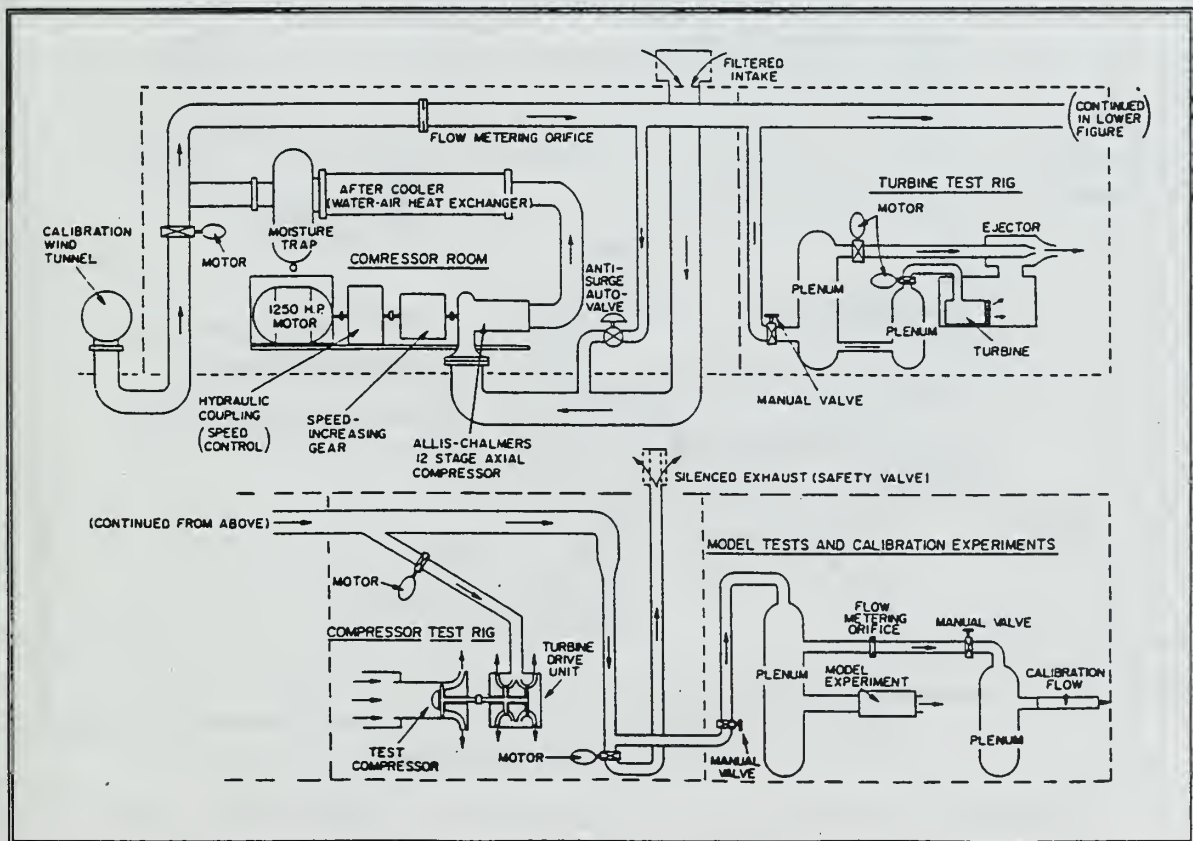 FILTERED
INTAKE
(CONTINUED
IN LOWER
FIGURE)
FLOW METERING ORIFICE
AFTER COOLER
(WATER-AIR HEAT EXCHANGER)
MOISTURE
TRAP
MOTOR
CALIBRATION
WIND
TUNNEL
COMRESSOR ROOM
1250 H.P.
MOTOR
ANTI-
SURGE
AUTO-
VALVE
HYDRAULIC
COUPLING
(SPEED
CONTROL)
SPEED-
INCREASING
GEAR
ALLIS-CHALMERS
12 STAGE AXIAL
COMPRESSOR
TURBINE TEST RIG
MOTOR
EJECTOR
PLENUM
PLENUM
TURBINE
MANUAL VALVE
SILENCED EXHAUST (SAFETY VALVE)
(CONTINUED FROM ABOVE)
MOTOR
COMPRESSOR TEST RIG
TURBINE
DRIVE
UNIT
TEST
COMPRESSOR
MOTOR
MODEL TESTS AND CALIBRATION EXPERIMENTS
FLOW
METERING
ORIFICE
MANUAL VALVE
PLENUM
MODEL
EXPERIMENT
CALIBRATION
FLOW
PLENUM
MANUAL
VALVE